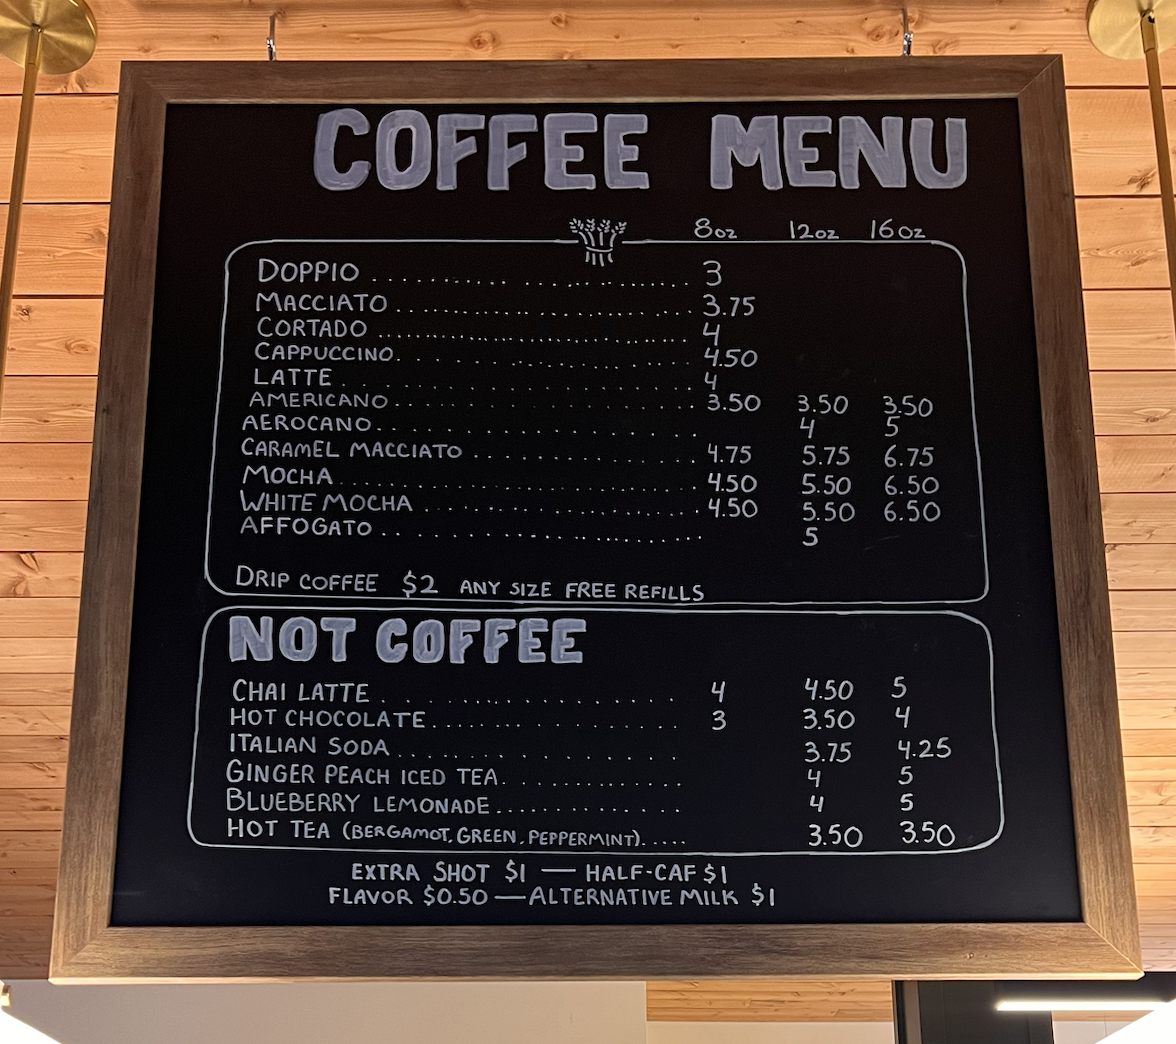 COFFEE MENU
8oz 12oz 16oz
DOPPIO .......................... 3
MACCIATO .......................... 3.75
CORTADO .......................... 4
CAPPUCCINO .......................... 4.50
LATTE .......................... 4
AMERICANO .......................... 3.50 3.50 3.50
AEROCANO .......................... 4 5
CARAMEL MACCIATO .................... 4.75 5.75 6.75
MOCHA .......................... 4.50 5.50 6.50
WHITE MOCHA .......................... 4.50 5.50 6.50
AFFOGATO .......................... 5
DRIP COFFEE $2 ANY SIZE FREE REFILLS
NOT COFFEE
CHAI LATTE .................... 4 4.50 5
HOT CHOCOLATE .................... 3 3.50 4
ITALIAN SODA .................... 3.75 4.25
GINGER PEACH ICED TEA .............. 4 5
BLUEBERRY LEMONADE .............. 4 5
HOT TEA (BERGAMOT, GREEN, PEPPERMINT)..... 3.50 3.50
EXTRA SHOT $1 — HALF-CAF $1
FLAVOR $0.50 — ALTERNATIVE MILK $1